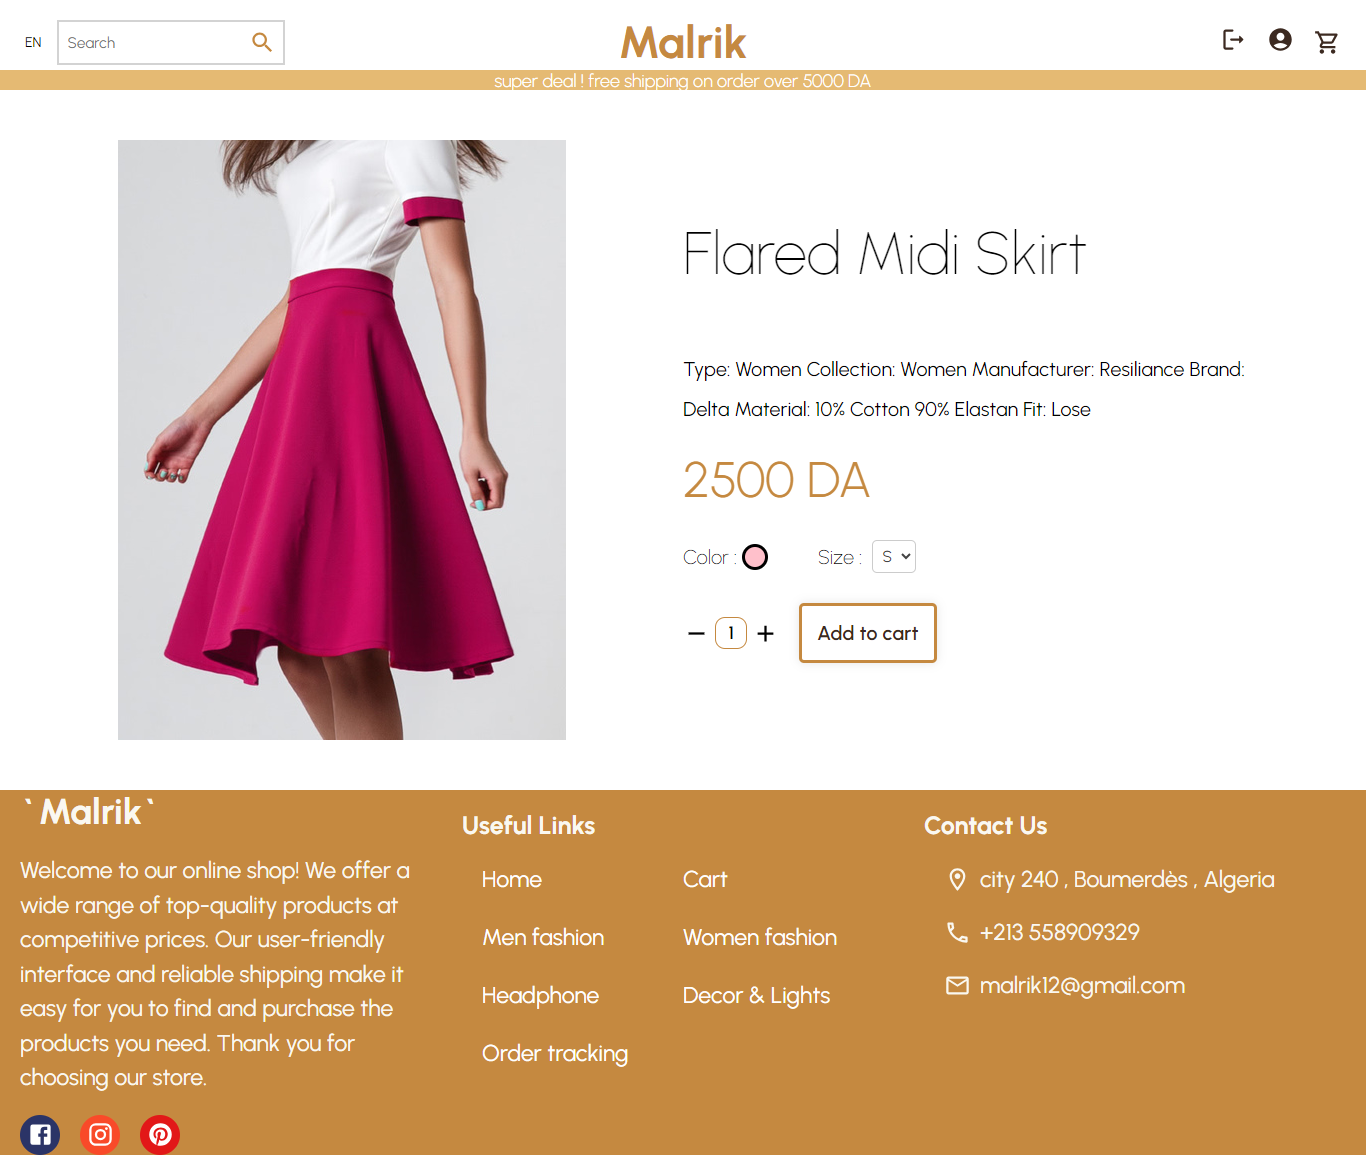 EN
Search
Malrik
super deal ! free shipping on order over 5000 DA
Flared Midi Skirt
Type: Women Collection: Women Manufacturer: Resiliance Brand:
Delta Material: 10% Cotton 90% Elastan Fit: Lose
2500 DA
Color :
Size :
S
1
Add to cart
`Malrik`
Welcome to our online shop! We offer a
wide range of top-quality products at
competitive prices. Our user-friendly
interface and reliable shipping make it
easy for you to find and purchase the
products you need. Thank you for
choosing our store.
Useful Links
Home
Cart
Men fashion
Women fashion
Headphone
Decor & Lights
Order tracking
Contact Us
city 240 , Boumerdès , Algeria
+213 558909329
malrik12@gmail.com